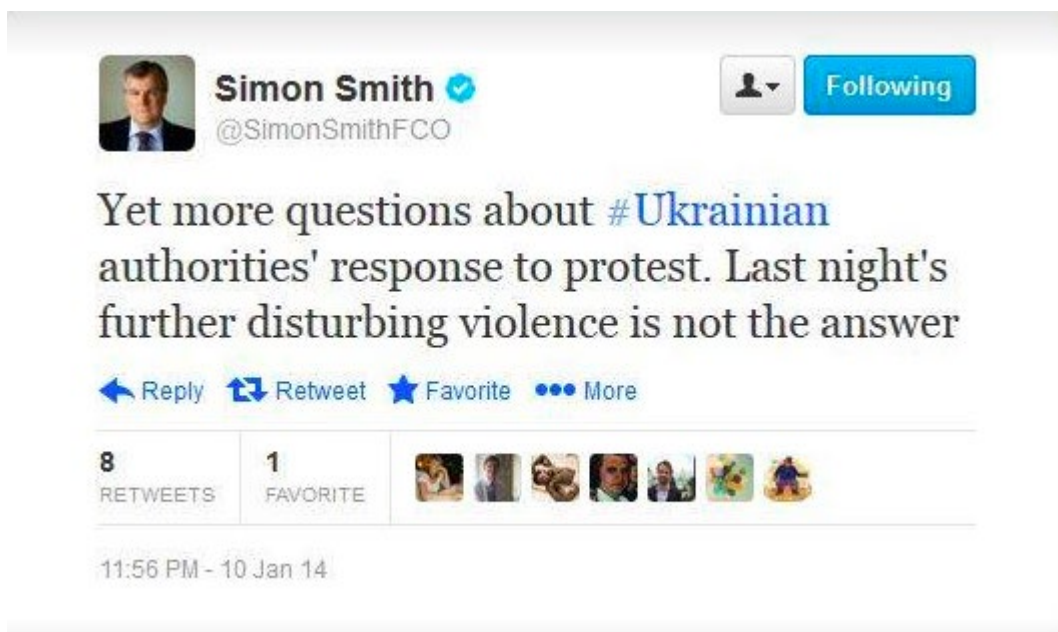 Simon Smith
@SimonSmithFCO
Following
Yet more questions about #Ukrainian
authorities' response to protest. Last night's
further disturbing violence is not the answer
Reply Retweet Favorite More
8 1
RETWEETS FAVORITE
11:56 PM - 10 Jan 14